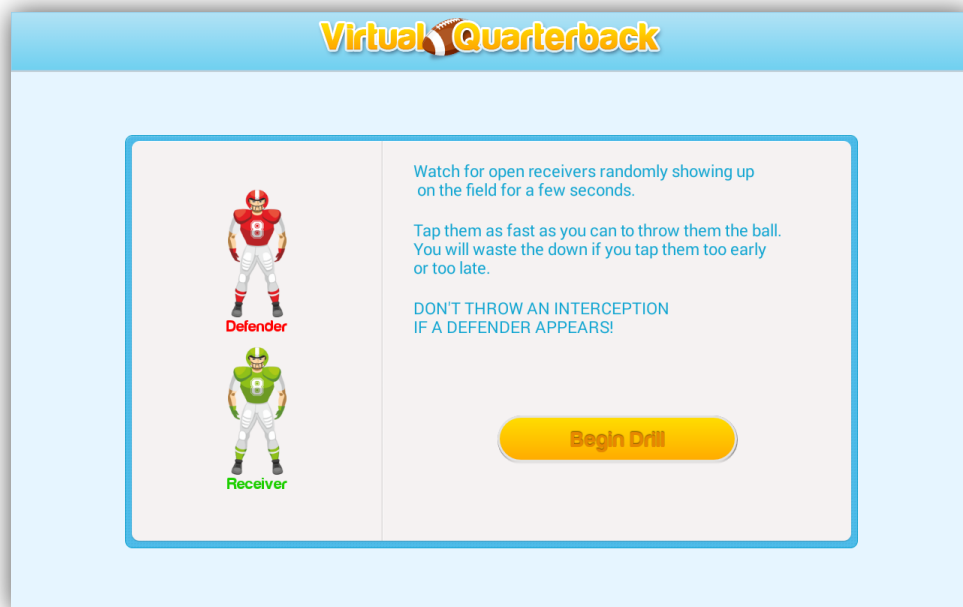 Virtual Quarterback
8
Defender
8
Receiver
Watch for open receivers randomly showing up
on the field for a few seconds.
Tap them as fast as you can to throw them the ball.
You will waste the down if you tap them too early
or too late.
DON'T THROW AN INTERCEPTION
IF A DEFENDER APPEARS!
Begin Drill